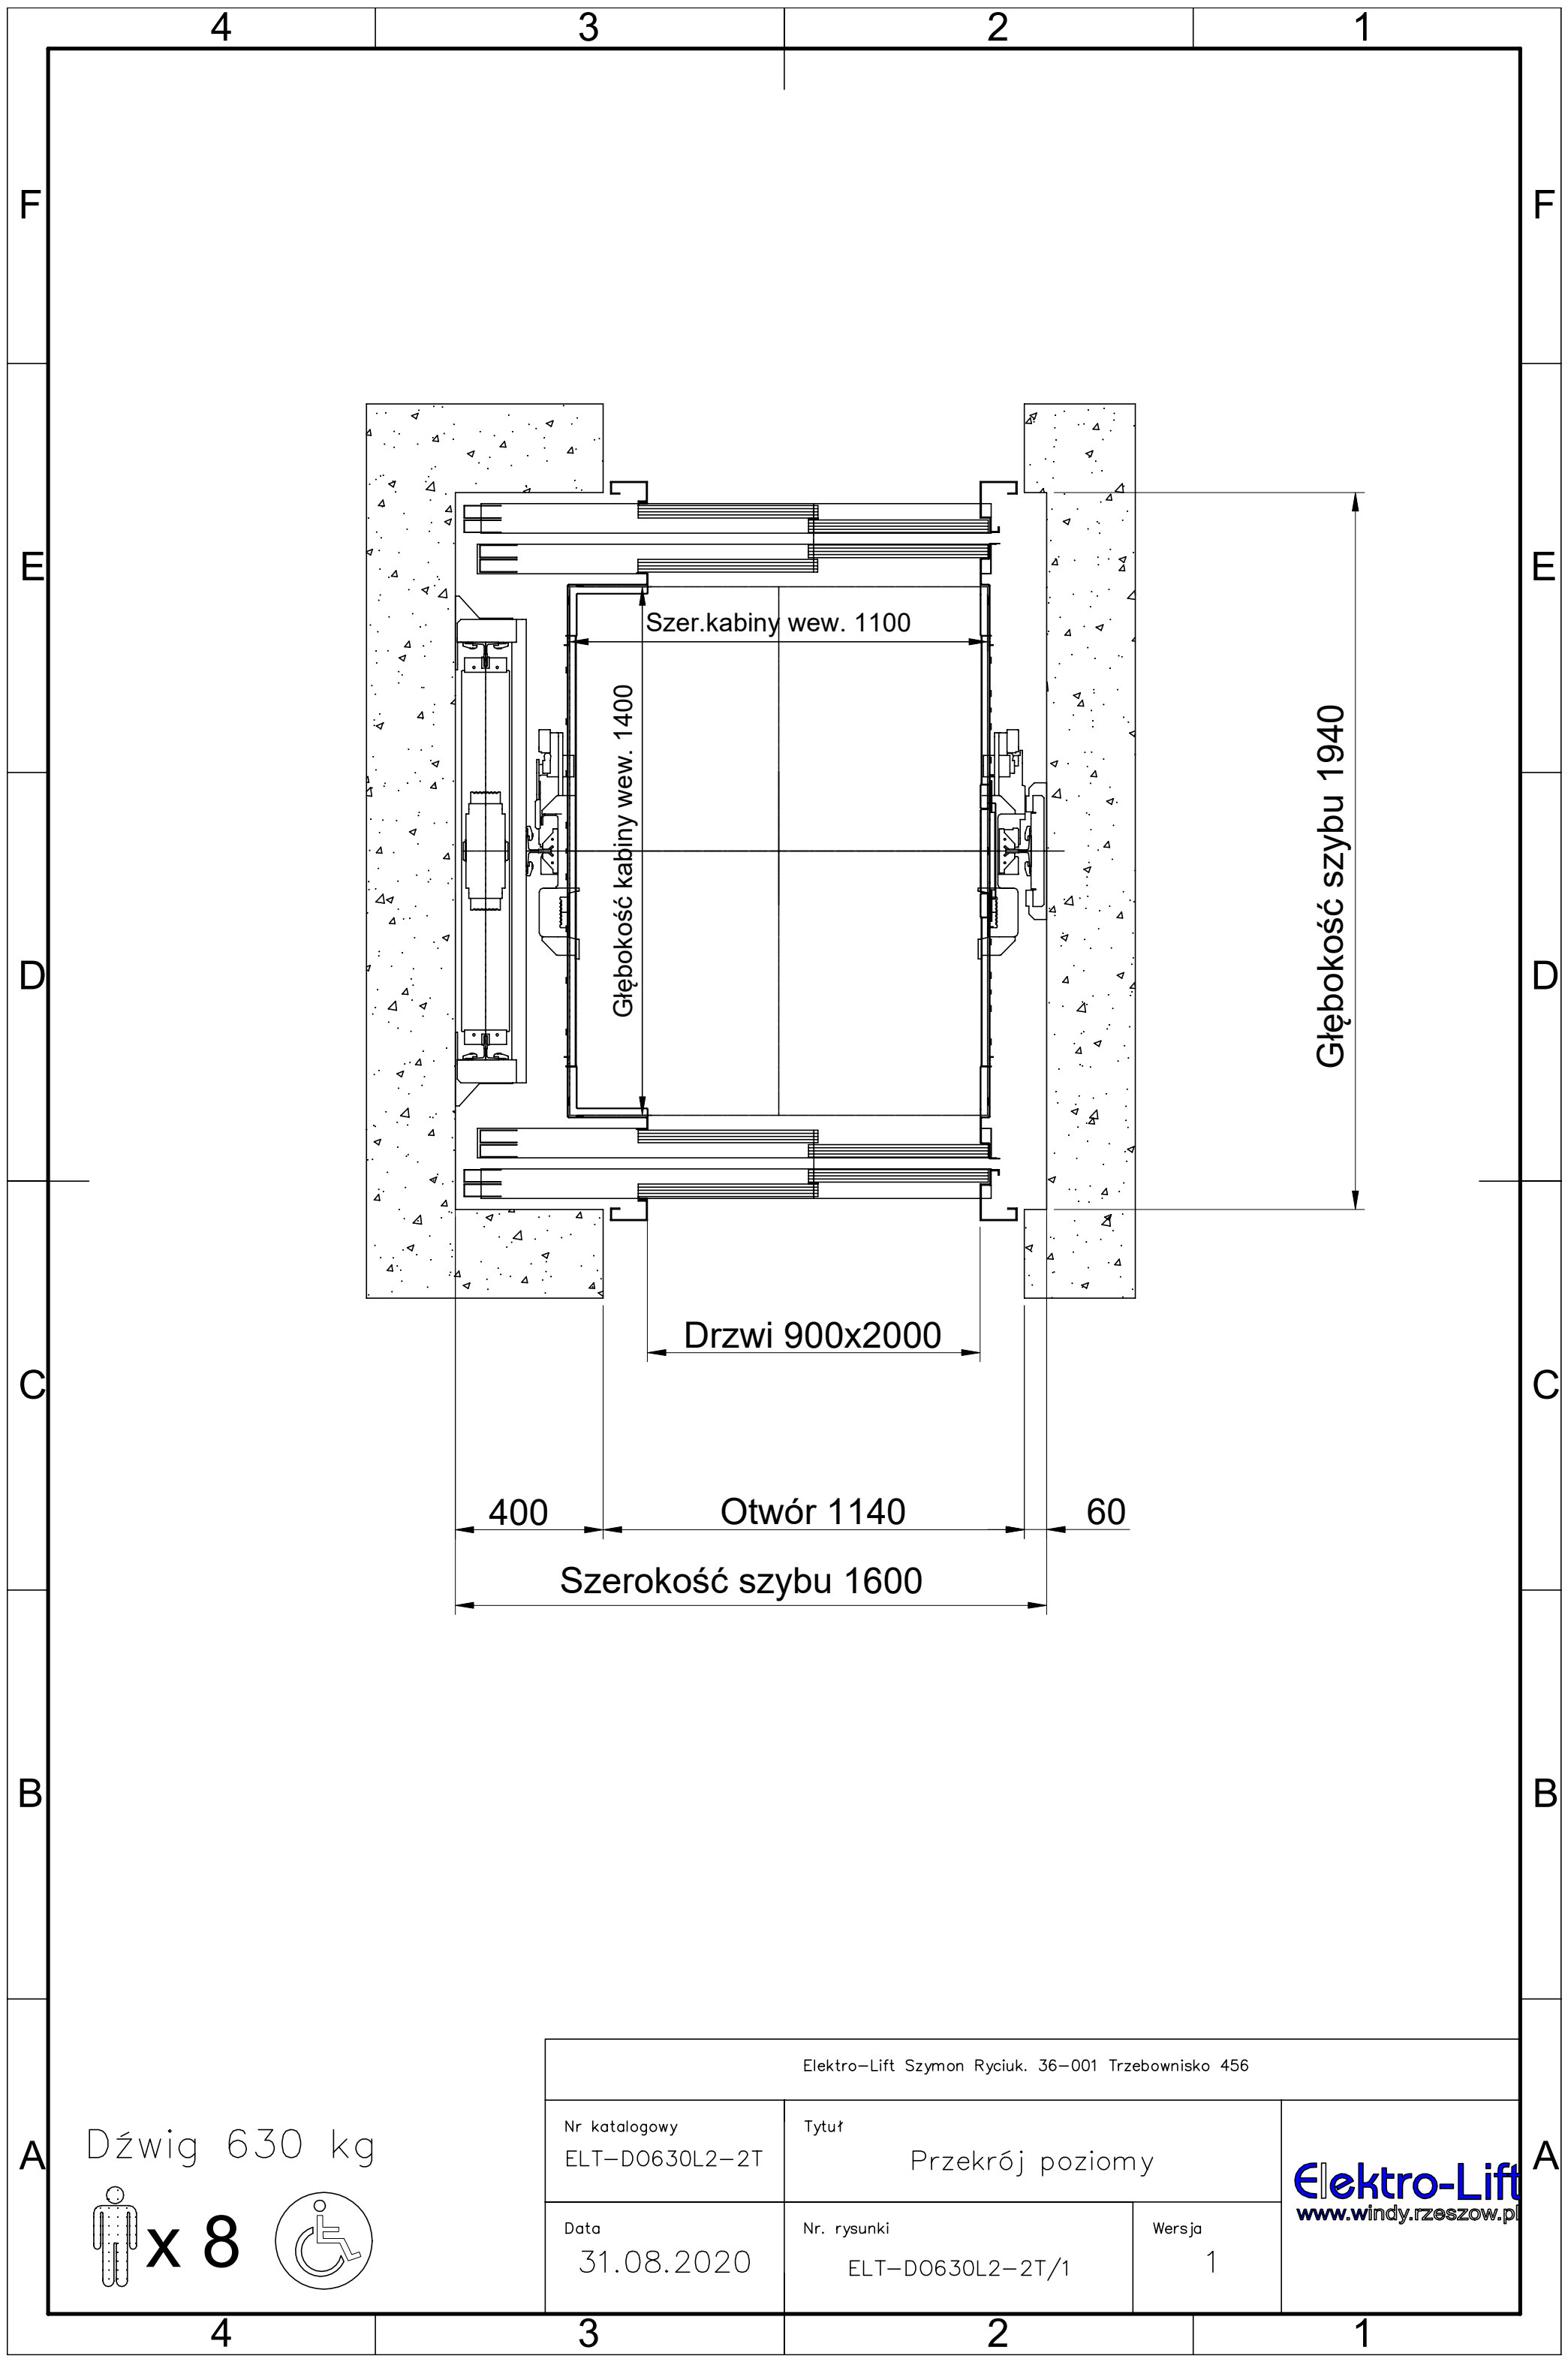 4 3 2 1
F F
E E
Szer.kabiny wew. 1100
Głębokość kabiny wew. 1400
Głębokość szybu 1940
D D
Drzwi 900x2000
C C
400 Otwór 1140 60
Szerokość szybu 1600
B B
Elektro-Lift Szymon Ryciuk. 36-001 Trzebownisko 456
Nr katalogowy
ELT-DO630L2-2T
Tytuł
Przekrój poziomy
Dźwig 630 kg
A A
Elektro-Lift
www.windy.rzeszow.pl
x 8
Data
31.08.2020
Nr. rysunki
ELT-DO630L2-2T/1
Wersja
1
4 3 2 1